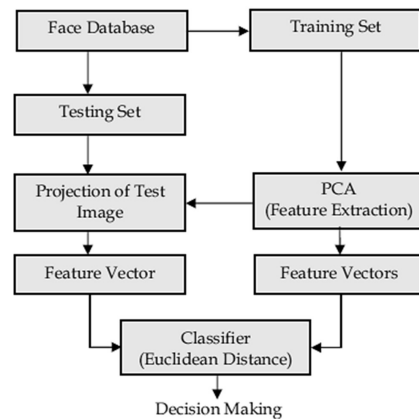 Face Database
Training Set
Testing Set
Projection of Test
Image
PCA
(Feature Extraction)
Feature Vector
Feature Vectors
Classifier
(Euclidean Distance)
Decision Making